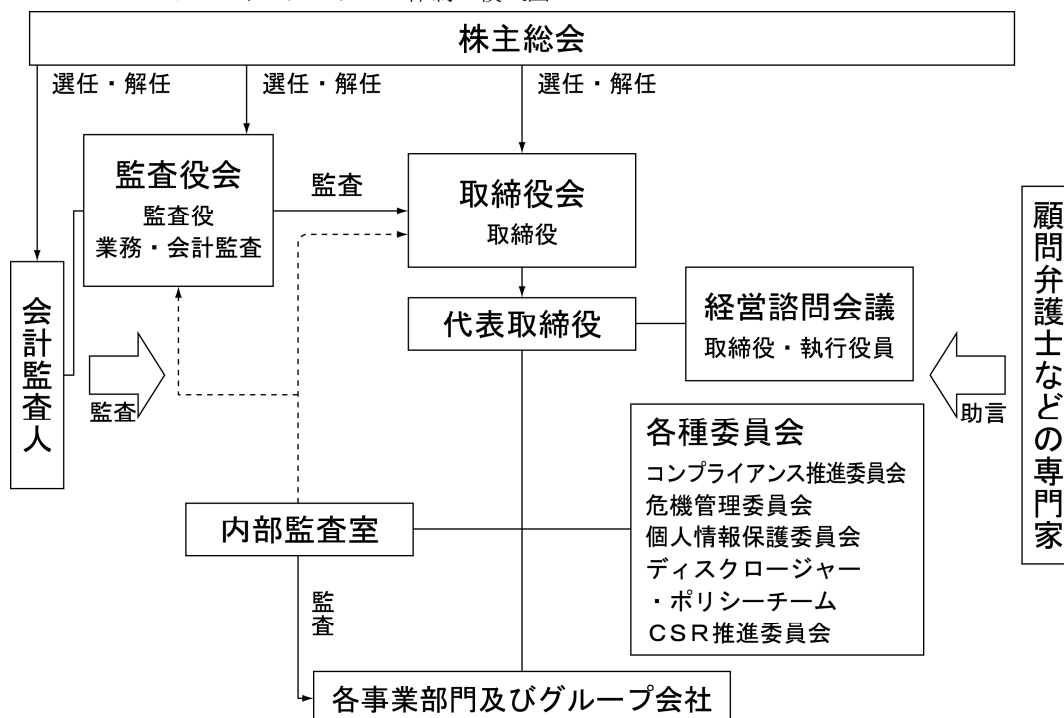 株主総会
選任・解任
選任・解任
選任・解任
監査役会
監査役
業務・会計監査
監査
取締役会
取締役
顧問弁護士などの専門家
会計監査人
監査
代表取締役
経営諮問会議
取締役・執行役員
助言
各種委員会
コンプライアンス推進委員会
危機管理委員会
個人情報保護委員会
ディスクロージャー
・ポリシーチーム
CSR推進委員会
内部監査室
監査
各事業部門及びグループ会社